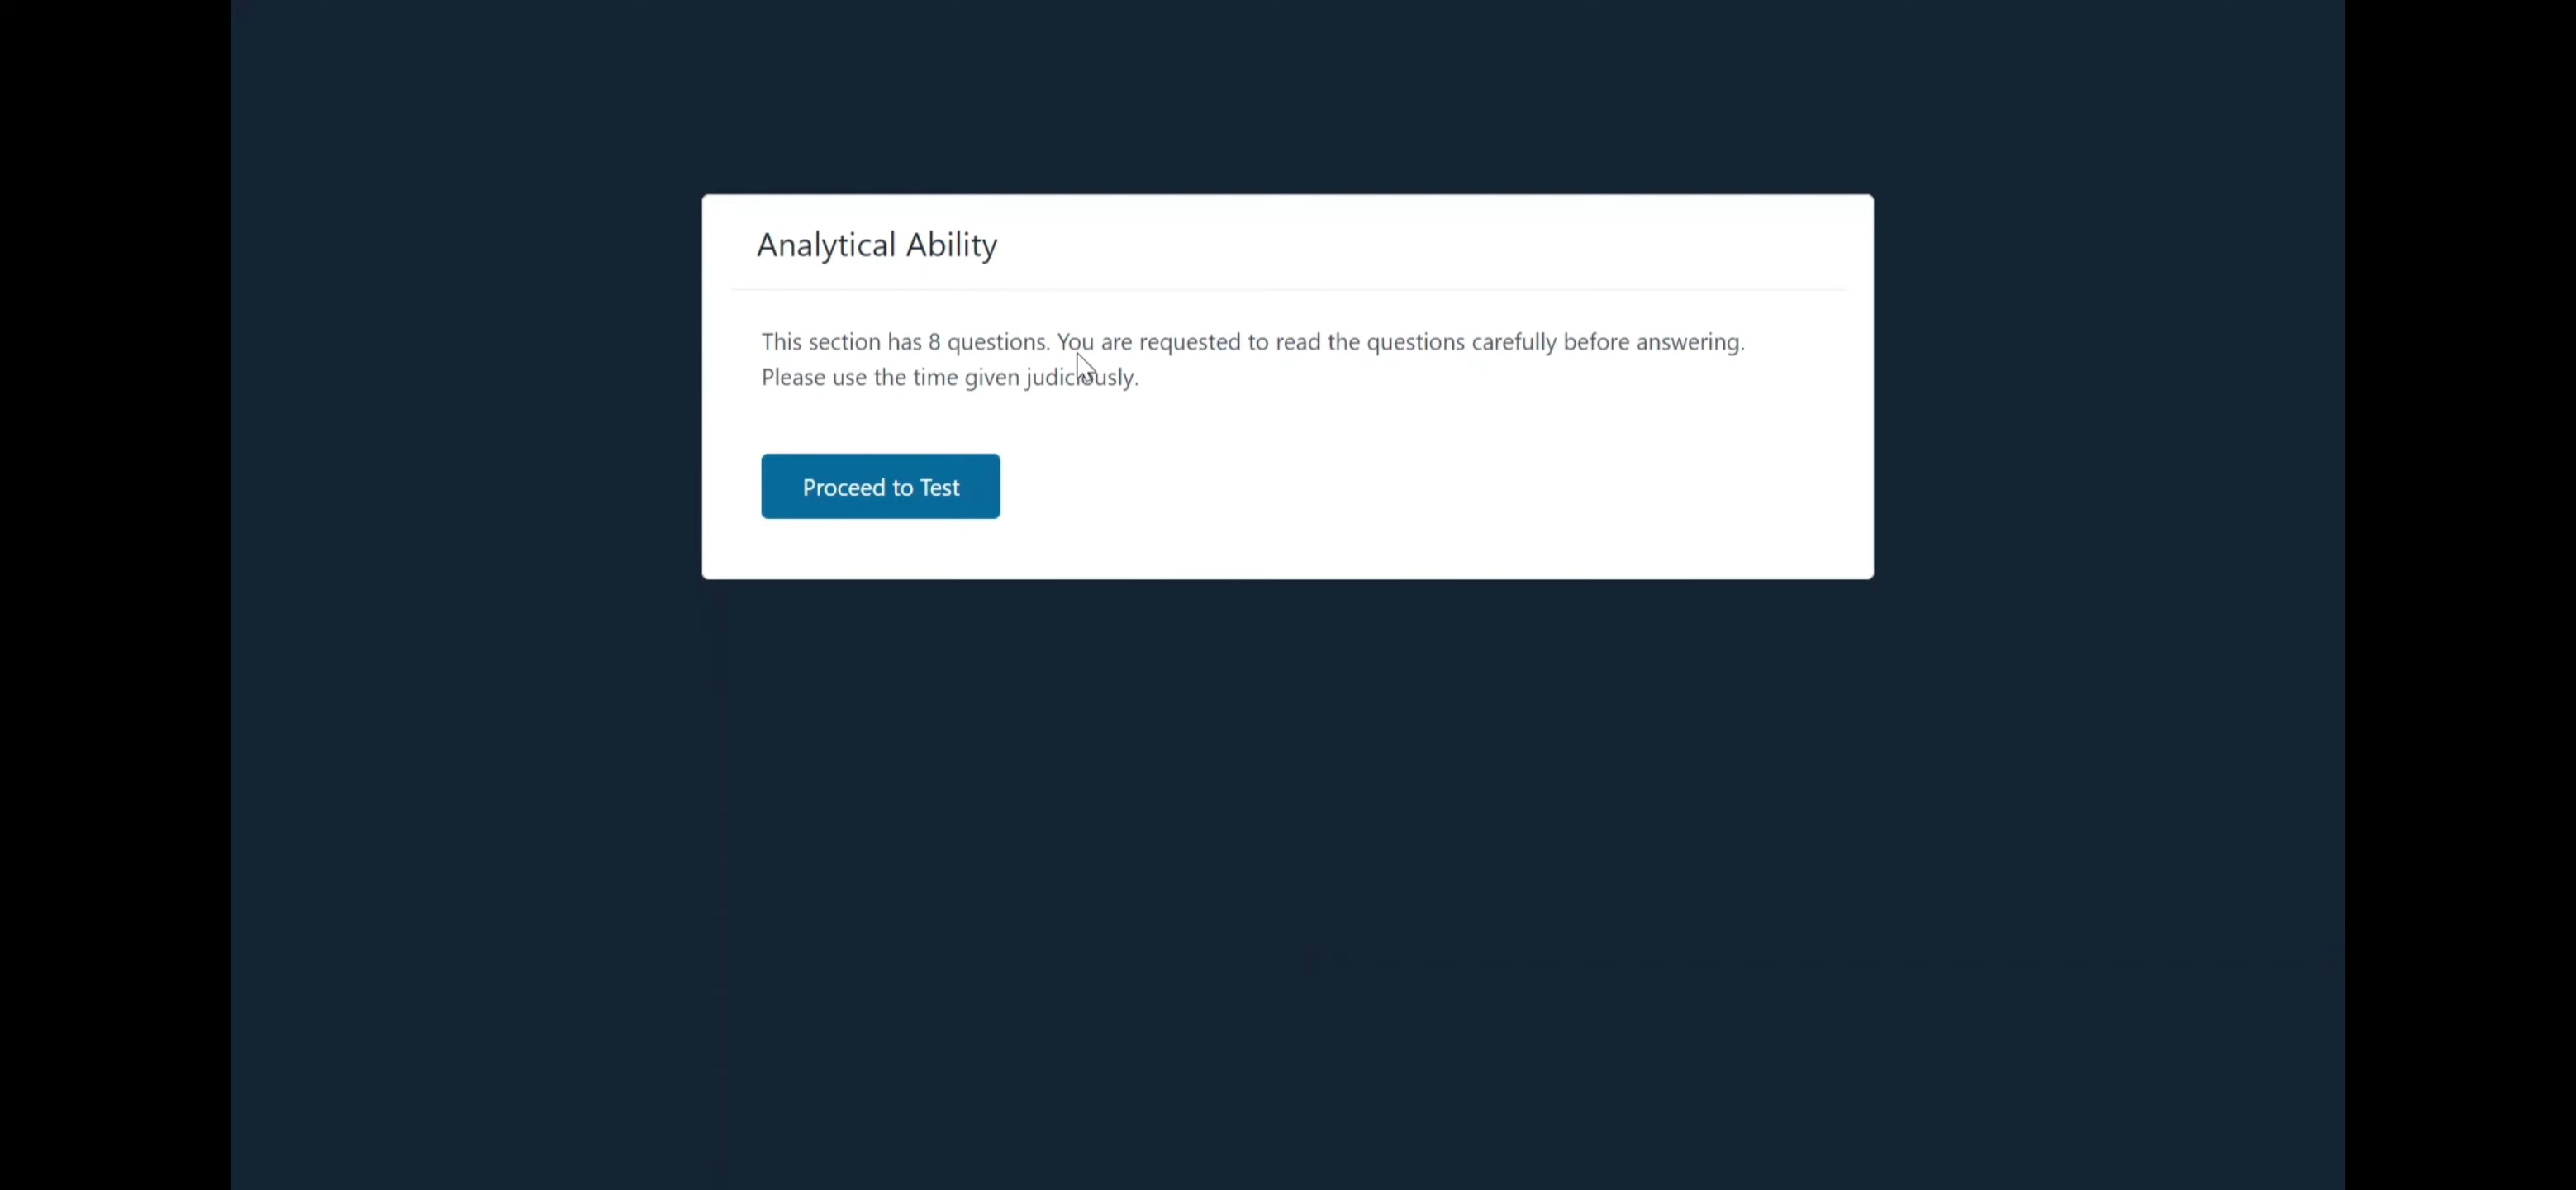 Analytical Ability
This section has 8 questions. You are requested to read the questions carefully before answering.
Please use the time given judiciously.
Proceed to Test